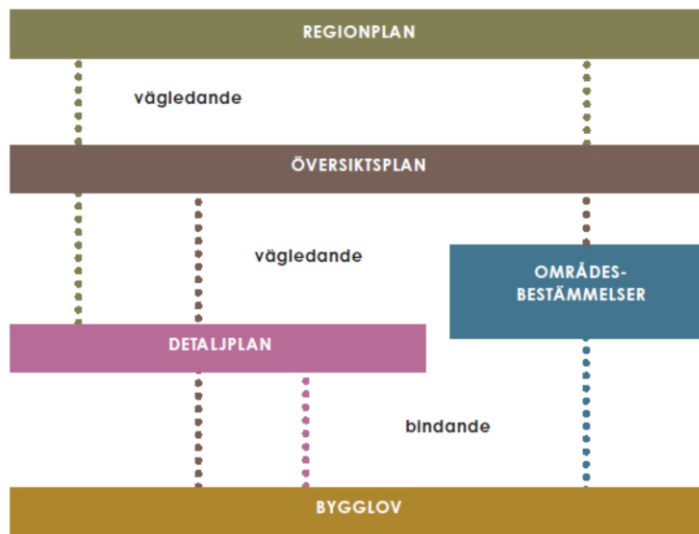 REGIONPLAN
vägledande
ÖVERSIKTSPLAN
vägledande
OMRÅDES-
BESTÄMMELSER
DETALJPLAN
bindande
BYGGLOV